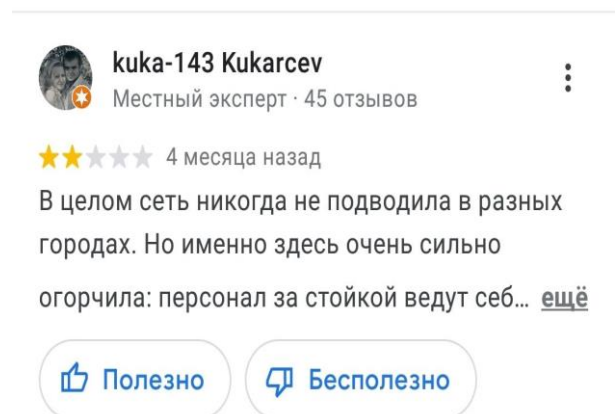 kuka-143 Kukarcev
Местный эксперт · 45 отзывов
4 месяца назад
В целом сеть никогда не подводила в разных
городах. Но именно здесь очень сильно
огорчила: персонал за стойкой ведут себ... ещё
Полезно Бесполезно